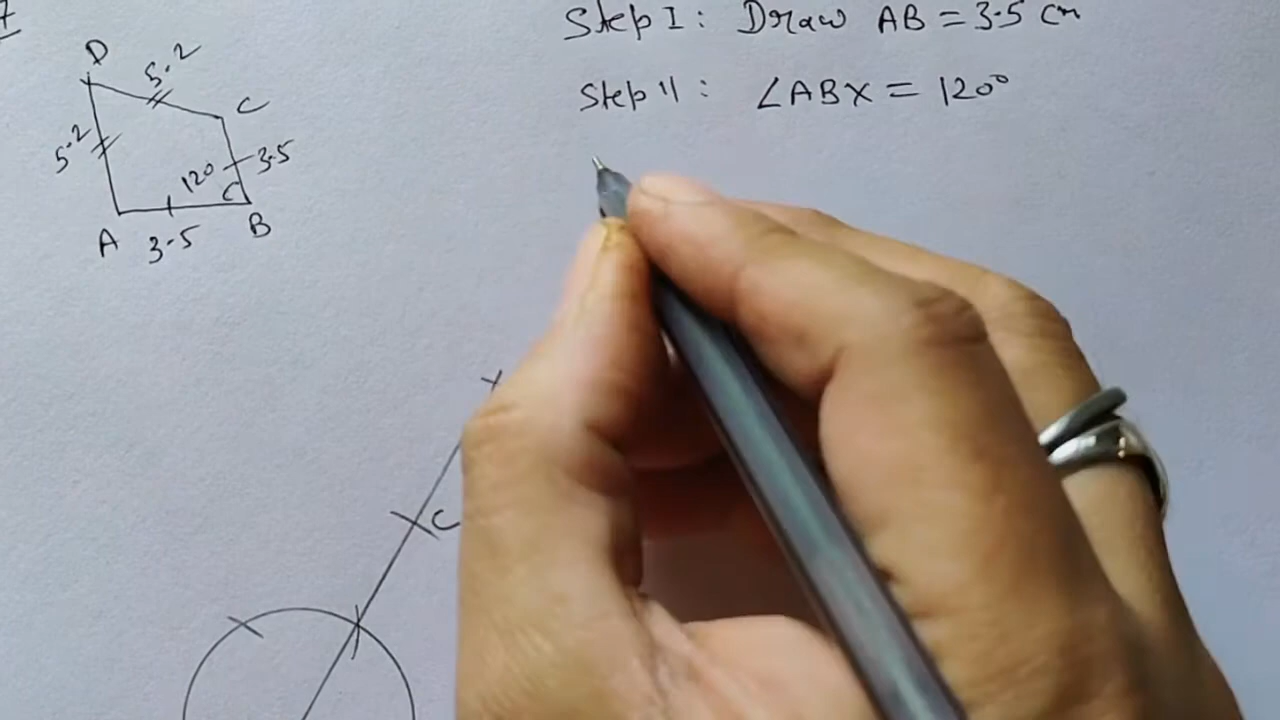 7
Step I : Draw AB = 3.5 cm
Step II : ∠ABX = 120°
D
5.2
C
5.2
3.5
120
A
3.5
B
X
C